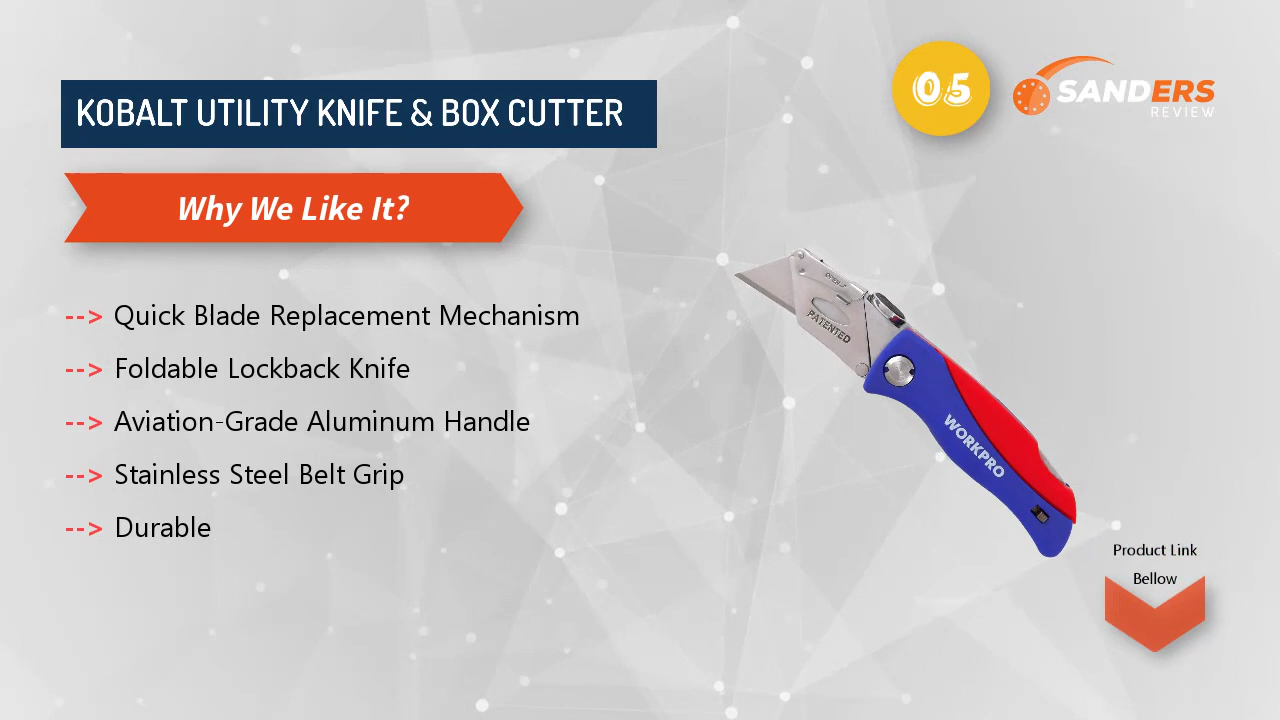 KOBALT UTILITY KNIFE & BOX CUTTER
05
SANDERS
REVIEW
Why We Like It?
--> Quick Blade Replacement Mechanism
--> Foldable Lockback Knife
--> Aviation-Grade Aluminum Handle
--> Stainless Steel Belt Grip
--> Durable
PATENTED
WORKPRO
Product Link
Bellow